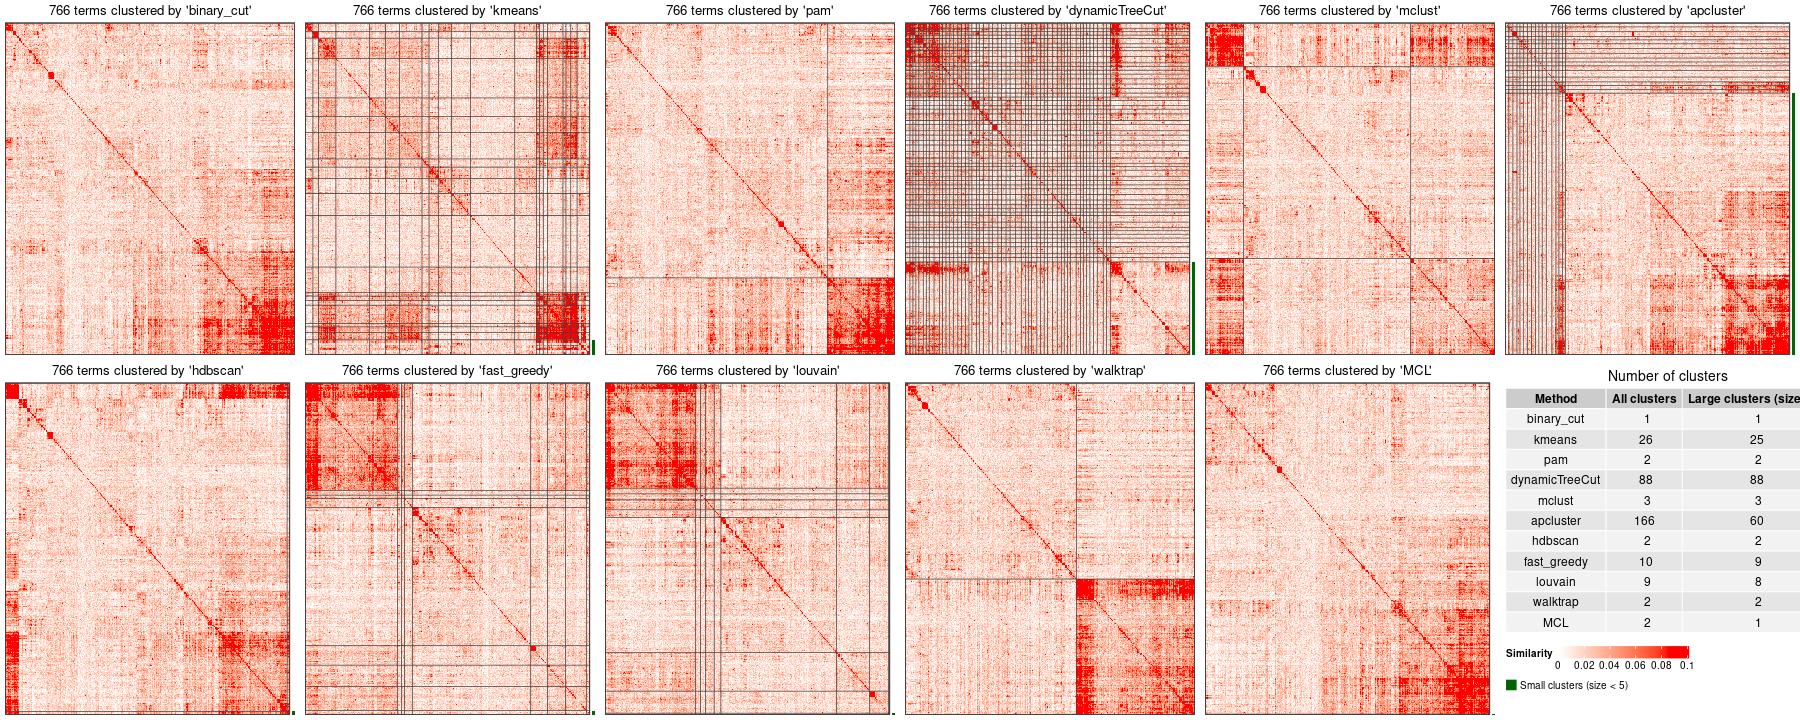 766 terms clustered by 'binary_cut'
766 terms clustered by 'kmeans'
766 terms clustered by 'pam'
766 terms clustered by 'dynamicTreeCut'
766 terms clustered by 'mclust'
766 terms clustered by 'apcluster'
766 terms clustered by 'hdbscan'
766 terms clustered by 'fast_greedy'
766 terms clustered by 'louvain'
766 terms clustered by 'walktrap'
766 terms clustered by 'MCL'
Number of clusters
Method All clusters Large clusters (size
binary_cut 1 1
kmeans 26 25
pam 2 2
dynamicTreeCut 88 88
mclust 3 3
apcluster 166 60
hdbscan 2 2
fast_greedy 10 9
louvain 9 8
walktrap 2 2
MCL 2 1
Similarity
0 0.02 0.04 0.06 0.08 0.1
Small clusters (size < 5)